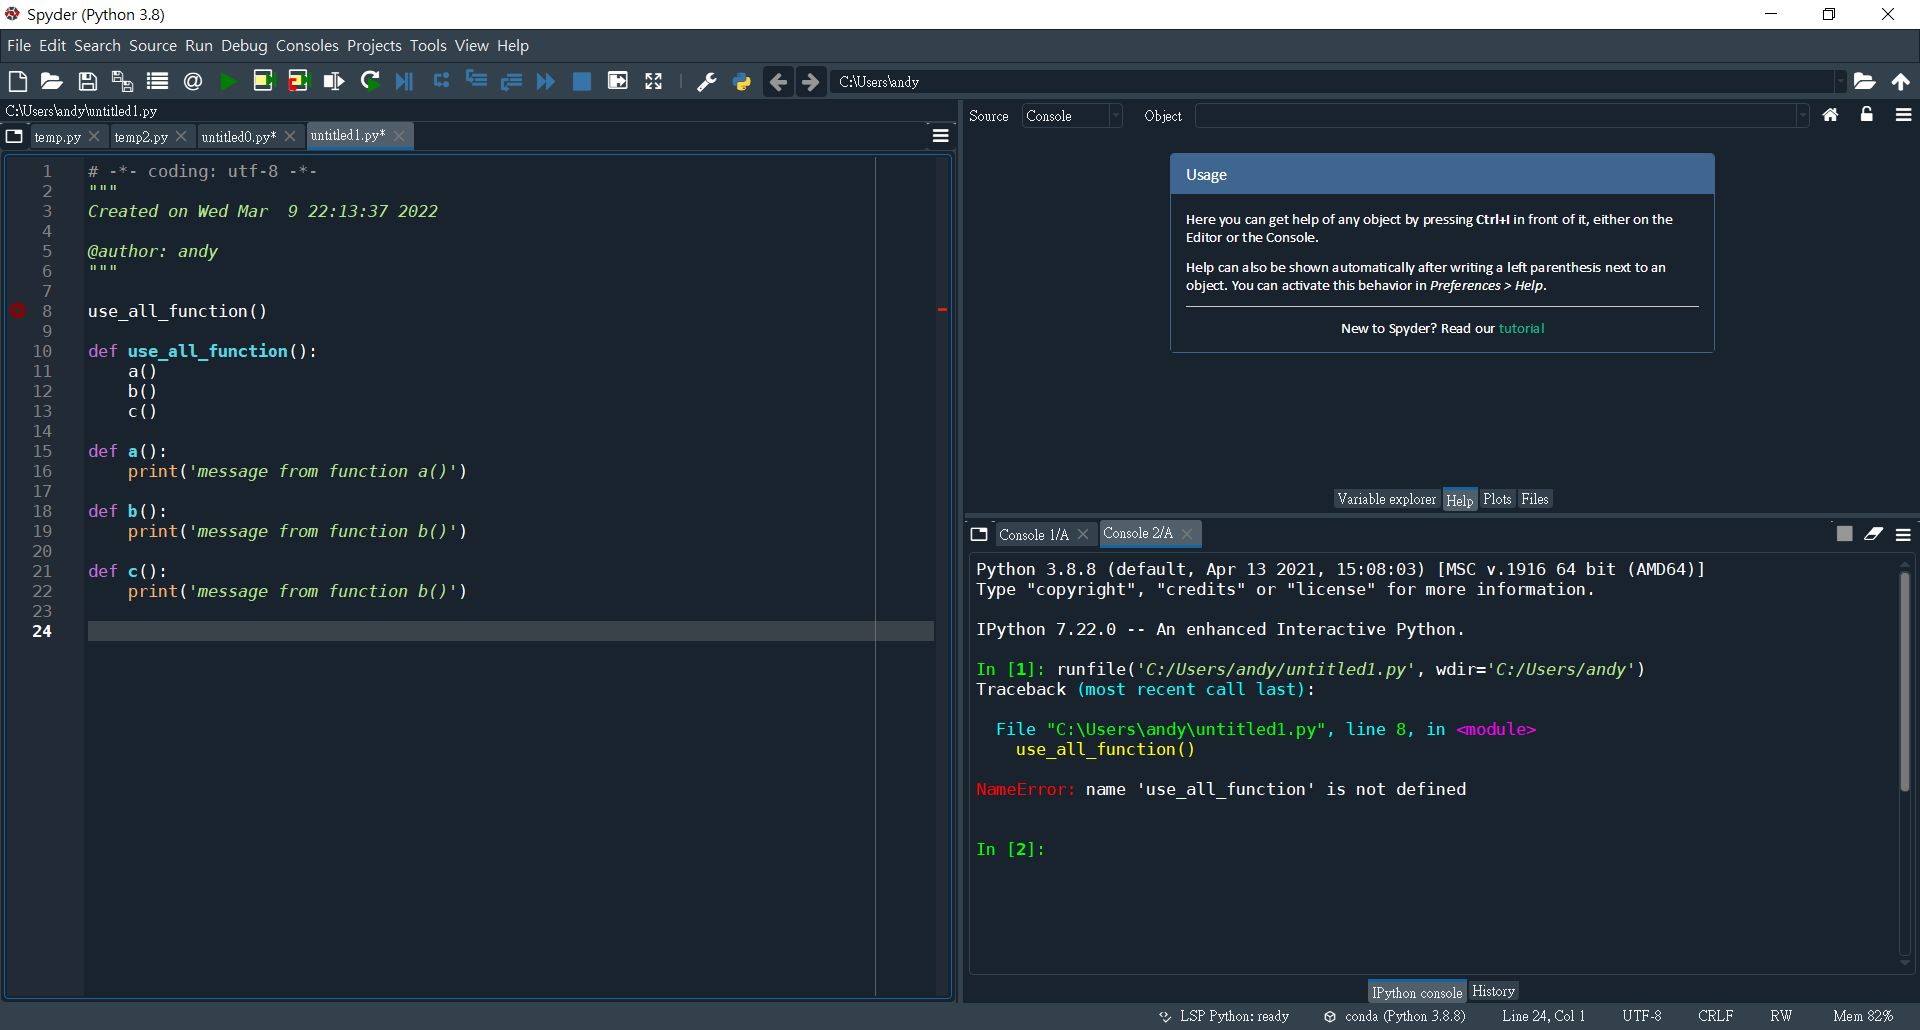 Spyder (Python 3.8)
File Edit Search Source Run Debug Consoles Projects Tools View Help
C:\Users\andy
C:\Users\andy\untitled1.py
temp.py temp2.py untitled0.py* untitled1.py*
1 # -*- coding: utf-8 -*-
2 """
3 Created on Wed Mar  9 22:13:37 2022
4
5 @author: andy
6 """
7
8 use_all_function()
9
10 def use_all_function():
11     a()
12     b()
13     c()
14
15 def a():
16     print('message from function a()')
17
18 def b():
19     print('message from function b()')
20
21 def c():
22     print('message from function b()')
23
24
Source Console Object
Usage
Here you can get help of any object by pressing Ctrl+I in front of it, either on the
Editor or the Console.
Help can also be shown automatically after writing a left parenthesis next to an
object. You can activate this behavior in Preferences > Help.
New to Spyder? Read our tutorial
Variable explorer Help Plots Files
Console 1/A Console 2/A
Python 3.8.8 (default, Apr 13 2021, 15:08:03) [MSC v.1916 64 bit (AMD64)]
Type "copyright", "credits" or "license" for more information.
IPython 7.22.0 -- An enhanced Interactive Python.
In [1]: runfile('C:/Users/andy/untitled1.py', wdir='C:/Users/andy')
Traceback (most recent call last):
  File "C:\Users\andy\untitled1.py", line 8, in <module>
    use_all_function()
NameError: name 'use_all_function' is not defined
In [2]:
IPython console History
LSP Python: ready conda (Python 3.8.8) Line 24, Col 1 UTF-8 CRLF RW Mem 82%